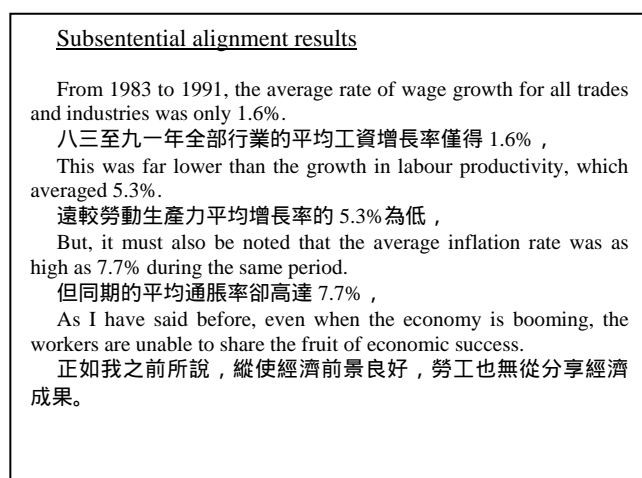 Subsentential alignment results
From 1983 to 1991, the average rate of wage growth for all trades
and industries was only 1.6%.
八三至九一年全部行業的平均工資增長率僅得 1.6%，
This was far lower than the growth in labour productivity, which
averaged 5.3%.
遠較勞動生產力平均增長率的 5.3%為低，
But, it must also be noted that the average inflation rate was as
high as 7.7% during the same period.
但同期的平均通脹率卻高達 7.7%，
As I have said before, even when the economy is booming, the
workers are unable to share the fruit of economic success.
正如我之前所說，縱使經濟前景良好，勞工也無從分享經濟
成果。